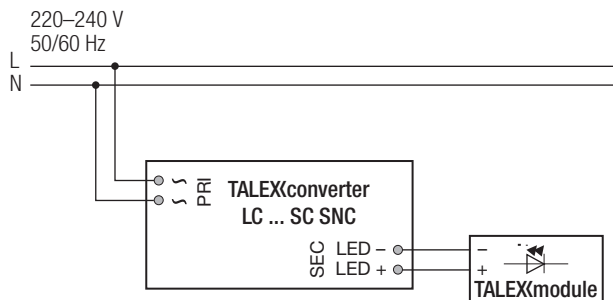 220–240 V
50/60 Hz
L
N
~ PRI
~
TALEXconverter
LC ... SC SNC
SEC
LED –
LED +
–
+
TALEXmodule